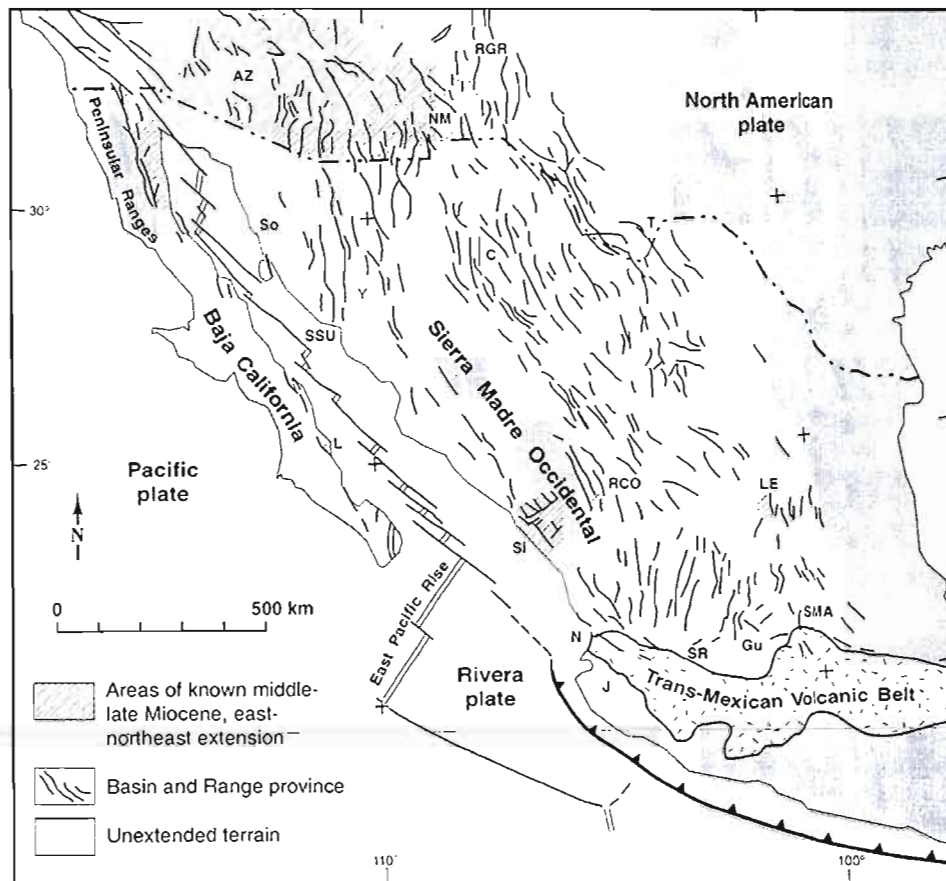 RGR
AZ
NM
North American
plate
Peninsular Ranges
30°
So
T
C
Y
SSU
Baja California
Sierra Madre Occidental
L
25°
Pacific
plate
RCO
LE
N
SI
0 500 km
East Pacific Rise
SMA
N
SR
Gu
Rivera
plate
J
Trans-Mexican Volcanic Belt
Areas of known middle-
late Miocene, east-
northeast extension
Basin and Range province
Unextended terrain
110°
100°